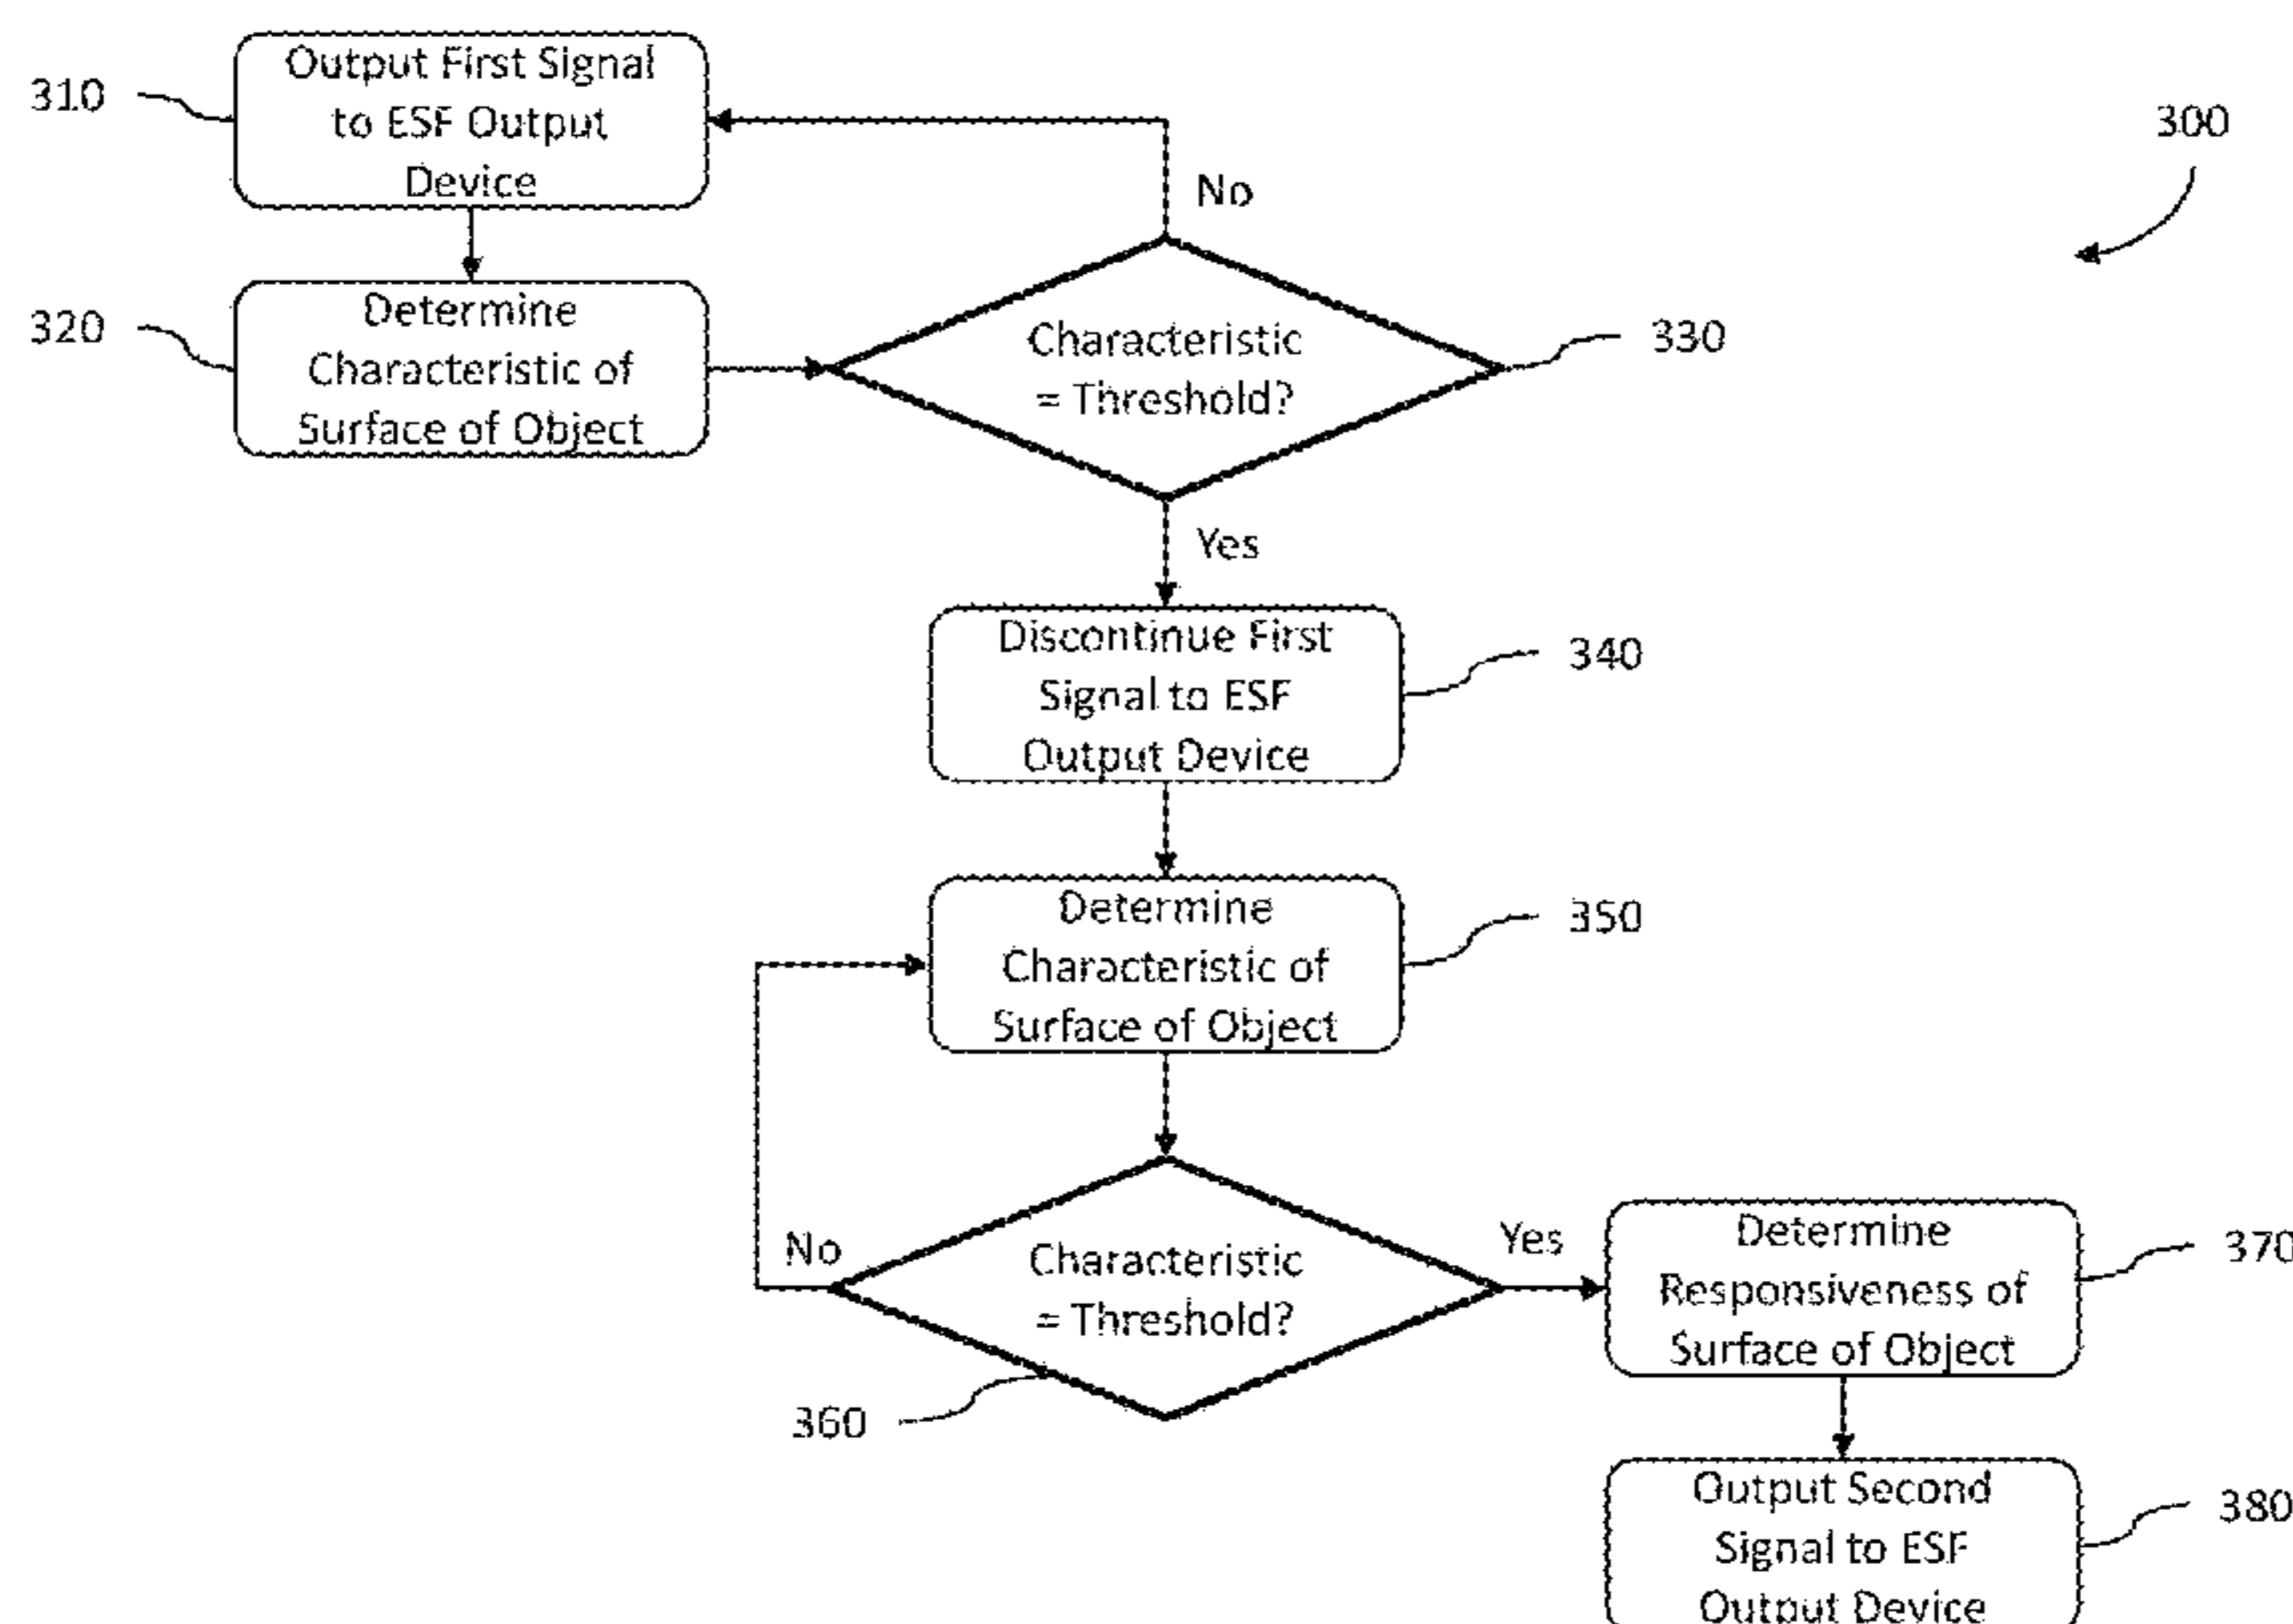 310
Output First Signal
to ESF Output
Device
300
No
320
Determine
Characteristic of
Surface of Object
Characteristic
= Threshold?
330
Yes
Discontinue First
Signal to ESF
Output Device
340
Determine
Characteristic of
Surface of Object
350
No
Characteristic
= Threshold?
Yes
360
Determine
Responsiveness of
Surface of Object
370
Output Second
Signal to ESF
Output Device
380